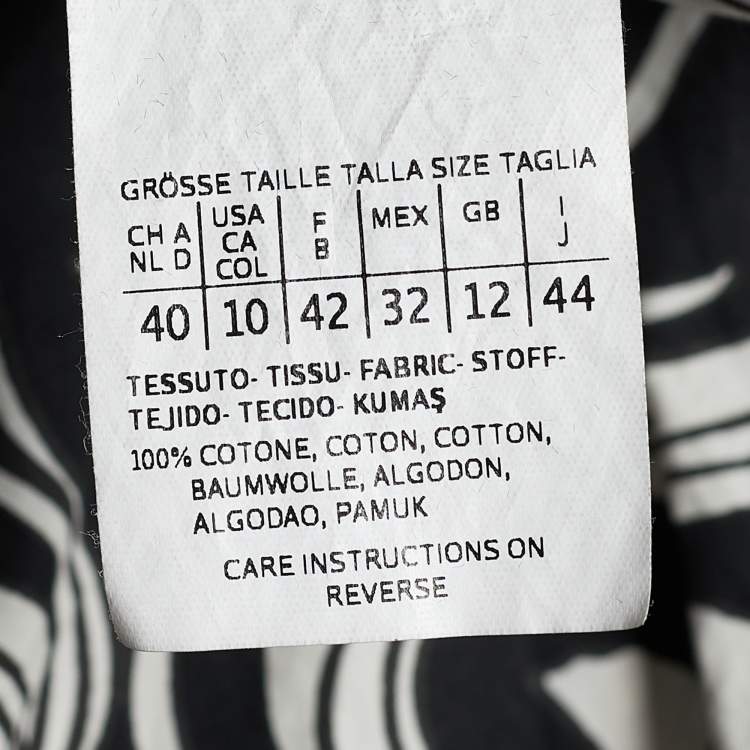 GRÖSSE TAILLE TALLA SIZE TAGLIA
CH A NL D | USA CA COL | F B | MEX | GB | I J
40 | 10 | 42 | 32 | 12 | 44
TESSUTO- TISSU- FABRIC- STOFF-
TEJIDO- TECIDO- KUMAŞ
100% COTONE, COTON, COTTON,
BAUMWOLLE, ALGODON,
ALGODAO, PAMUK
CARE INSTRUCTIONS ON
REVERSE